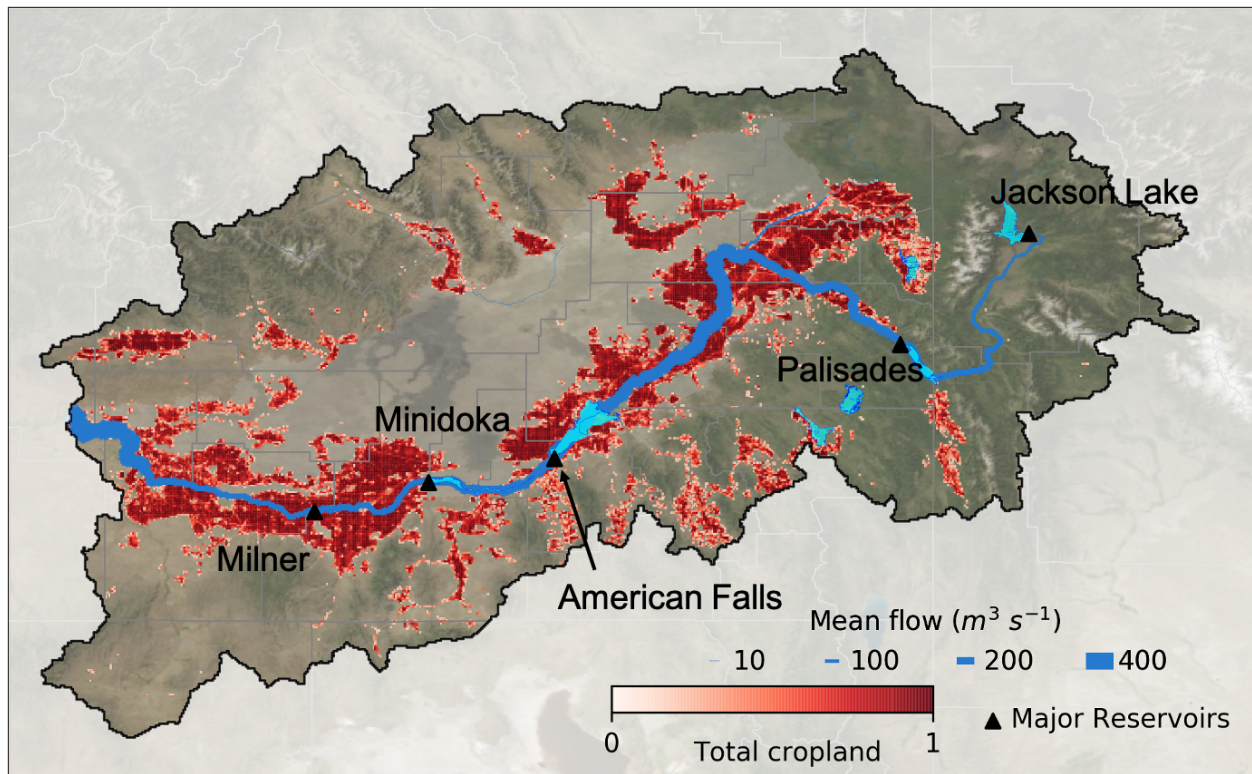 Jackson Lake
Palisades
Minidoka
Milner
American Falls
Mean flow (m³ s⁻¹)
10 100 200 400
0 1
Total cropland
Major Reservoirs